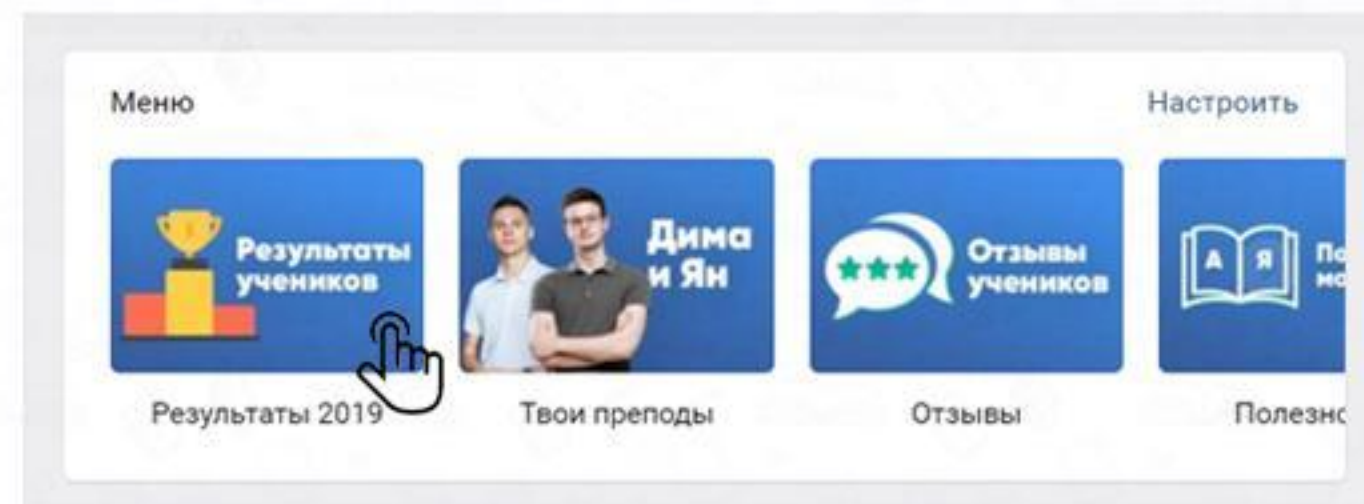 Меню
Настроить
Результаты
учеников
Дима
и Ян
Отзывы
учеников
А Я
Результаты 2019
Твои преподы
Отзывы